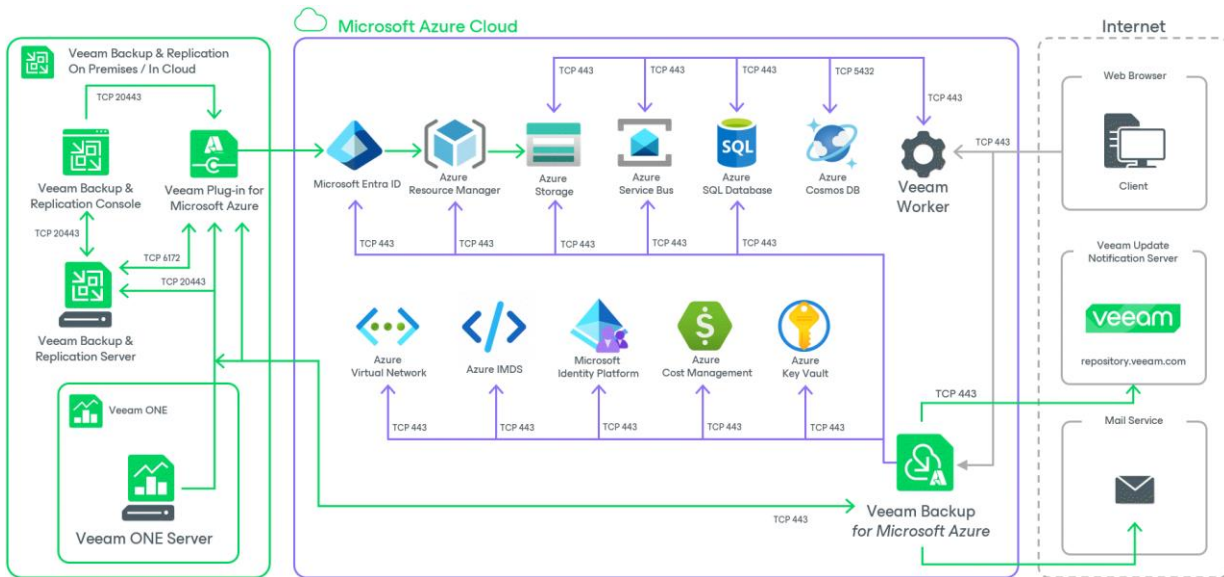 Microsoft Azure Cloud
Internet
Veeam Backup & Replication
On Premises / In Cloud
TCP 20443
Veeam Backup &
Replication Console
Veeam Plug-in for
Microsoft Azure
TCP 20443
TCP 6172
TCP 20443
Veeam Backup &
Replication Server
Veeam ONE
Veeam ONE Server
TCP 443
TCP 443
TCP 443
TCP 5432
TCP 443
Microsoft Entra ID
Azure
Resource Manager
Azure
Storage
Azure
Service Bus
SQL
Azure
SQL Database
Azure
Cosmos DB
Veeam
Worker
TCP 443
TCP 443
TCP 443
TCP 443
TCP 443
Azure
Virtual Network
Azure IMDS
Microsoft
Identity Platform
$
Azure
Cost Management
Azure
Key Vault
TCP 443
TCP 443
TCP 443
TCP 443
TCP 443
TCP 443
Veeam Backup
for Microsoft Azure
TCP 443
TCP 443
Web Browser
Client
Veeam Update
Notification Server
veeam
repository.veeam.com
Mail Service